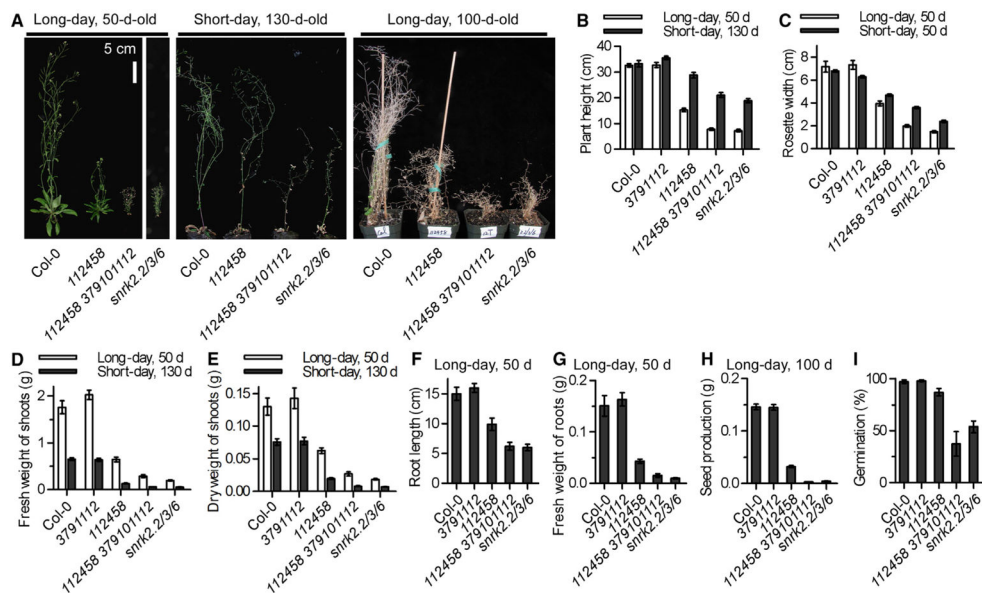 A
Long-day, 50-d-old
Short-day, 130-d-old
Long-day, 100-d-old
5 cm
Col-0
112458
112458 379101112
snrk2.2/3/6
Col-0
112458
112458 379101112
snrk2.2/3/6
Col-0
112458
112458 379101112
snrk2.2/3/6
B
Long-day, 50 d
Short-day, 130 d
Plant height (cm)
40
30
20
10
0
Col-0
3791112
112458
112458 379101112
snrk2.2/3/6
C
Long-day, 50 d
Short-day, 50 d
Rosette width (cm)
8
6
4
2
0
Col-0
3791112
112458
112458 379101112
snrk2.2/3/6
D
Long-day, 50 d
Short-day, 130 d
Fresh weight of shoots (g)
2
1
0
Col-0
3791112
112458
112458 379101112
snrk2.2/3/6
E
Long-day, 50 d
Short-day, 130 d
Dry weight of shoots (g)
0.15
0.10
0.05
0.00
Col-0
3791112
112458
112458 379101112
snrk2.2/3/6
F
Long-day, 50 d
Root length (cm)
20
15
10
5
0
Col-0
3791112
112458
112458 379101112
snrk2.2/3/6
G
Long-day, 50 d
Fresh weight of roots (g)
0.2
0.1
0.0
Col-0
3791112
112458
112458 379101112
snrk2.2/3/6
H
Long-day, 100 d
Seed production (g)
0.2
0.1
0.0
Col-0
3791112
112458
112458 379101112
snrk2.2/3/6
I
Germination (%)
100
50
0
Col-0
3791112
112458
112458 379101112
snrk2.2/3/6